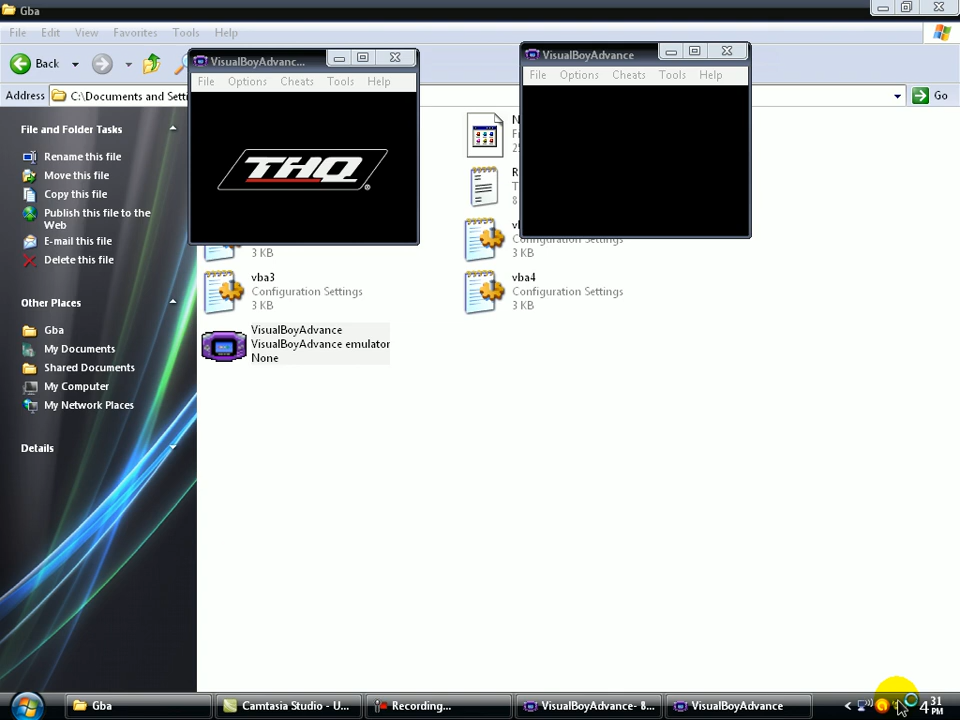 Gba
File Edit View Favorites Tools Help
Back
Address C:\Documents and Setti
Go
VisualBoyAdvanc...
File Options Cheats Tools Help
THQ
®
VisualBoyAdvance
File Options Cheats Tools Help
File and Folder Tasks
Rename this file
Move this file
Copy this file
Publish this file to the
Web
E-mail this file
Delete this file
Other Places
Gba
My Documents
Shared Documents
My Computer
My Network Places
Details
3 KB
Configuration Settings
3 KB
vba3
Configuration Settings
3 KB
vba4
Configuration Settings
3 KB
VisualBoyAdvance
VisualBoyAdvance emulator
None
Gba
Camtasia Studio - U...
Recording...
VisualBoyAdvance- 8...
VisualBoyAdvance
4 31
PM